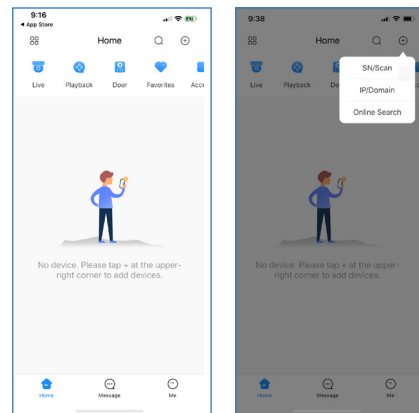 9:16
◄ App Store
Home
Live Playback Door Favorites Acce
No device. Please tap + at the upper-
right corner to add devices.
Home Message Me
9:38
Home
SN/Scan
IP/Domain
Online Search
Live Playback Do
No device. Please tap + at the upper-
right corner to add devices.
Home Message Me